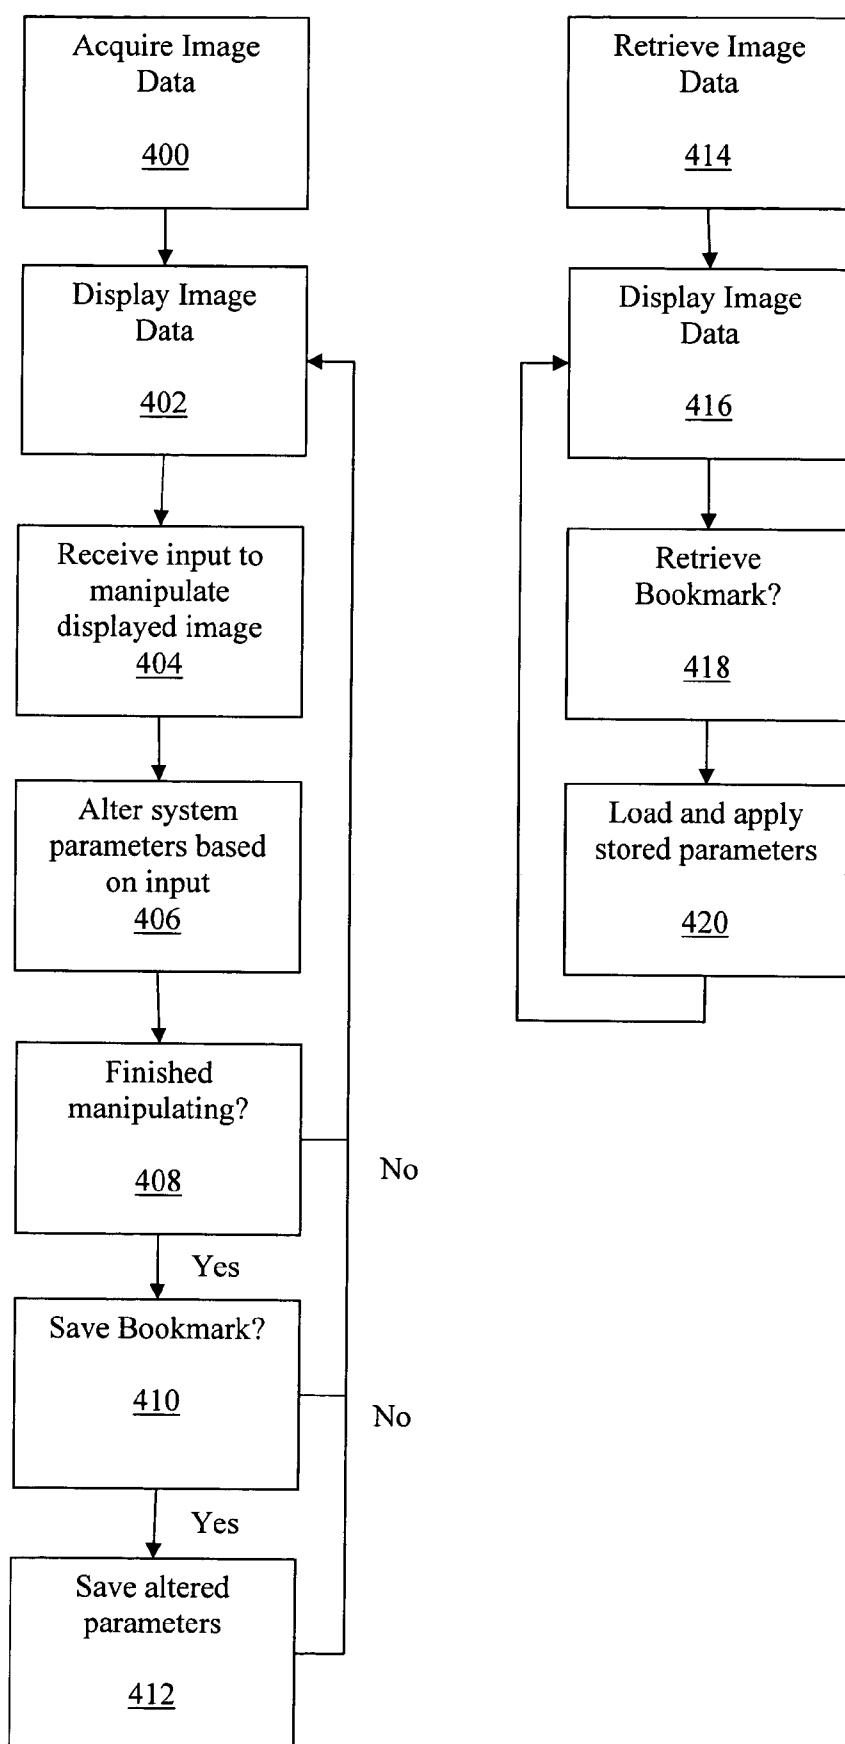 Acquire Image
Data
400
Display Image
Data
402
Receive input to
manipulate
displayed image
404
Alter system
parameters based
on input
406
Finished
manipulating?
408
No
Yes
Save Bookmark?
410
No
Yes
Save altered
parameters
412
Retrieve Image
Data
414
Display Image
Data
416
Retrieve
Bookmark?
418
Load and apply
stored parameters
420